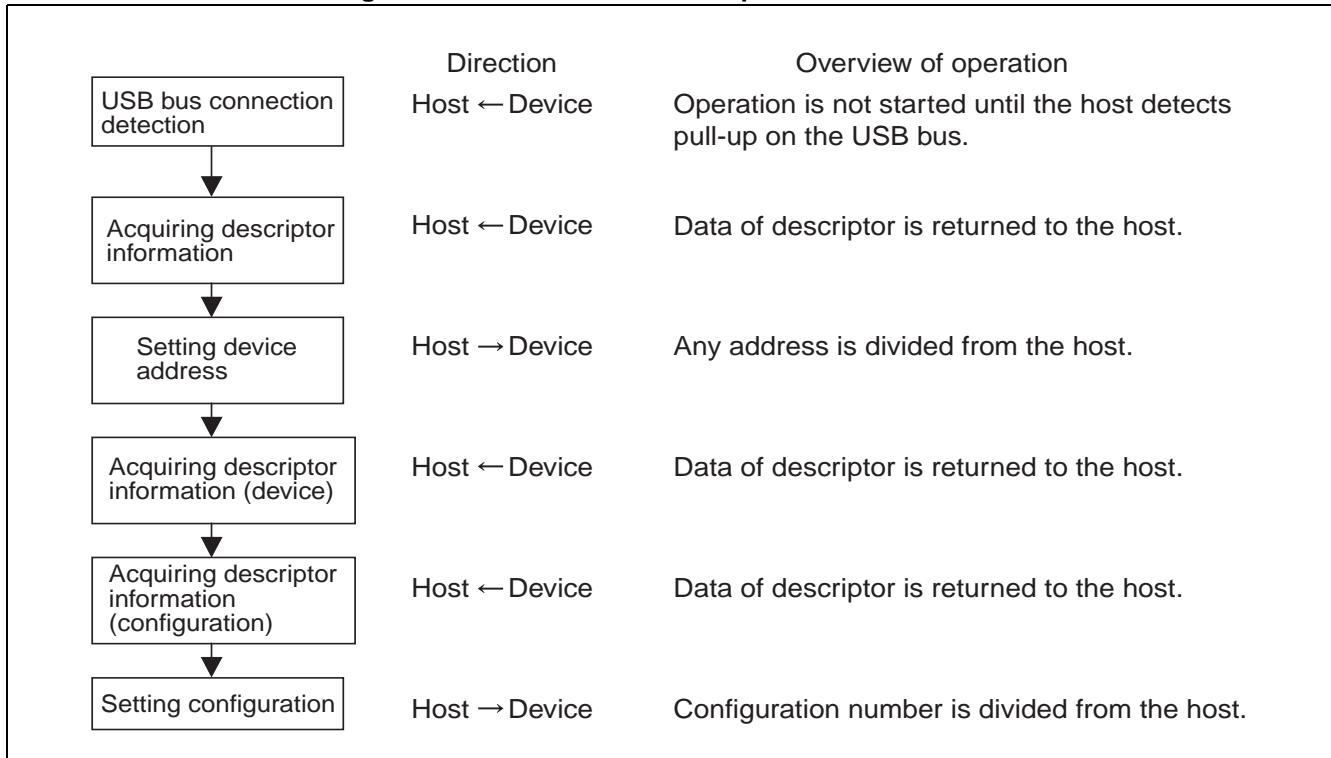 Direction Overview of operation
USB bus connection
detection
Host ← Device
Operation is not started until the host detects
pull-up on the USB bus.
Acquiring descriptor
information
Host ← Device
Data of descriptor is returned to the host.
Setting device
address
Host → Device
Any address is divided from the host.
Acquiring descriptor
information (device)
Host ← Device
Data of descriptor is returned to the host.
Acquiring descriptor
information
(configuration)
Host ← Device
Data of descriptor is returned to the host.
Setting configuration
Host → Device
Configuration number is divided from the host.